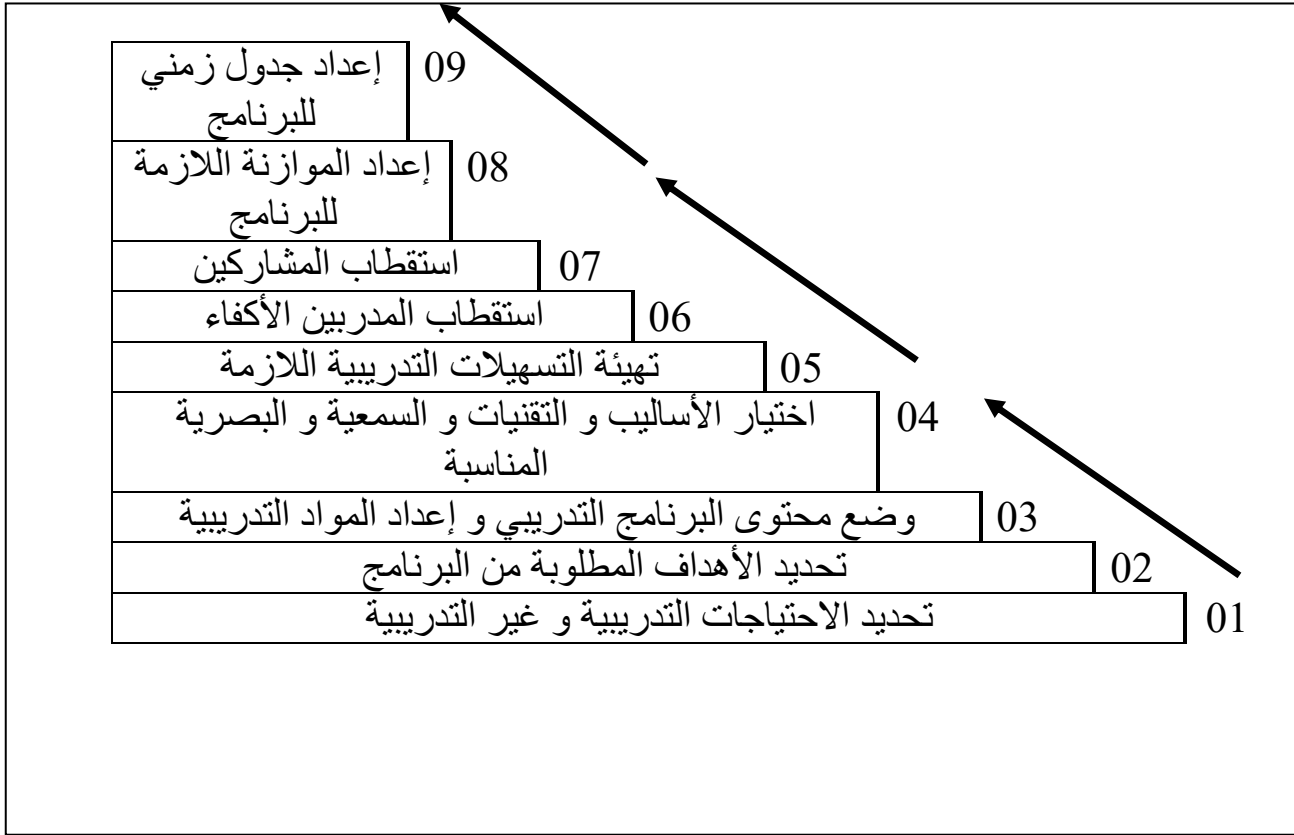 09 إعداد جدول زمني
للبرنامج
08 إعداد الموازنة اللازمة
للبرنامج
07 استقطاب المشاركين
06 استقطاب المدربين الأكفاء
05 تهيئة التسهيلات التدريبية اللازمة
04 اختيار الأساليب و التقنيات و السمعية و البصرية
المناسبة
03 وضع محتوى البرنامج التدريبي و إعداد المواد التدريبية
02 تحديد الأهداف المطلوبة من البرنامج
01 تحديد الاحتياجات التدريبية و غير التدريبية